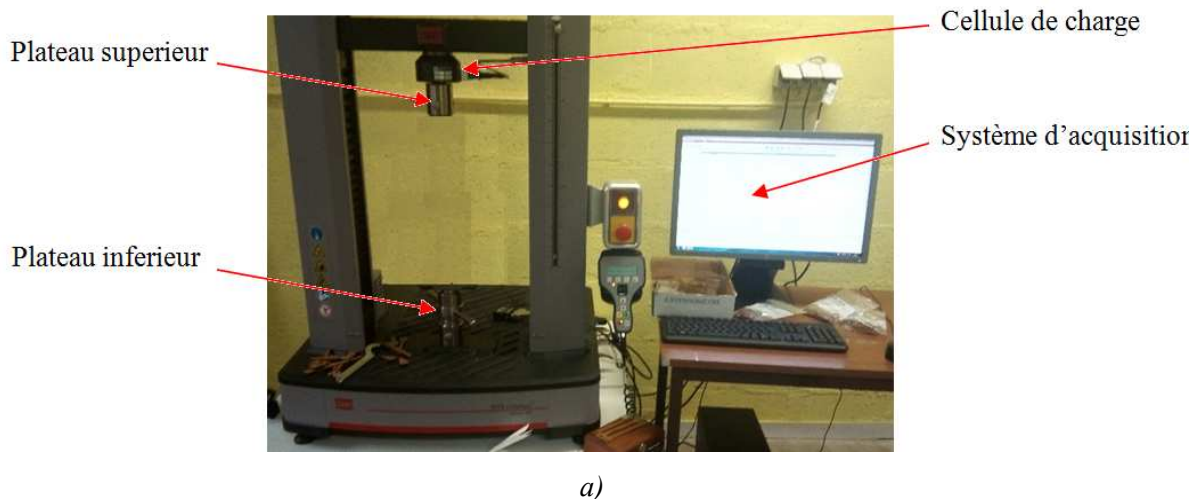 Cellule de charge
Plateau superieur
Système d'acquisition
Plateau inferieur
a)